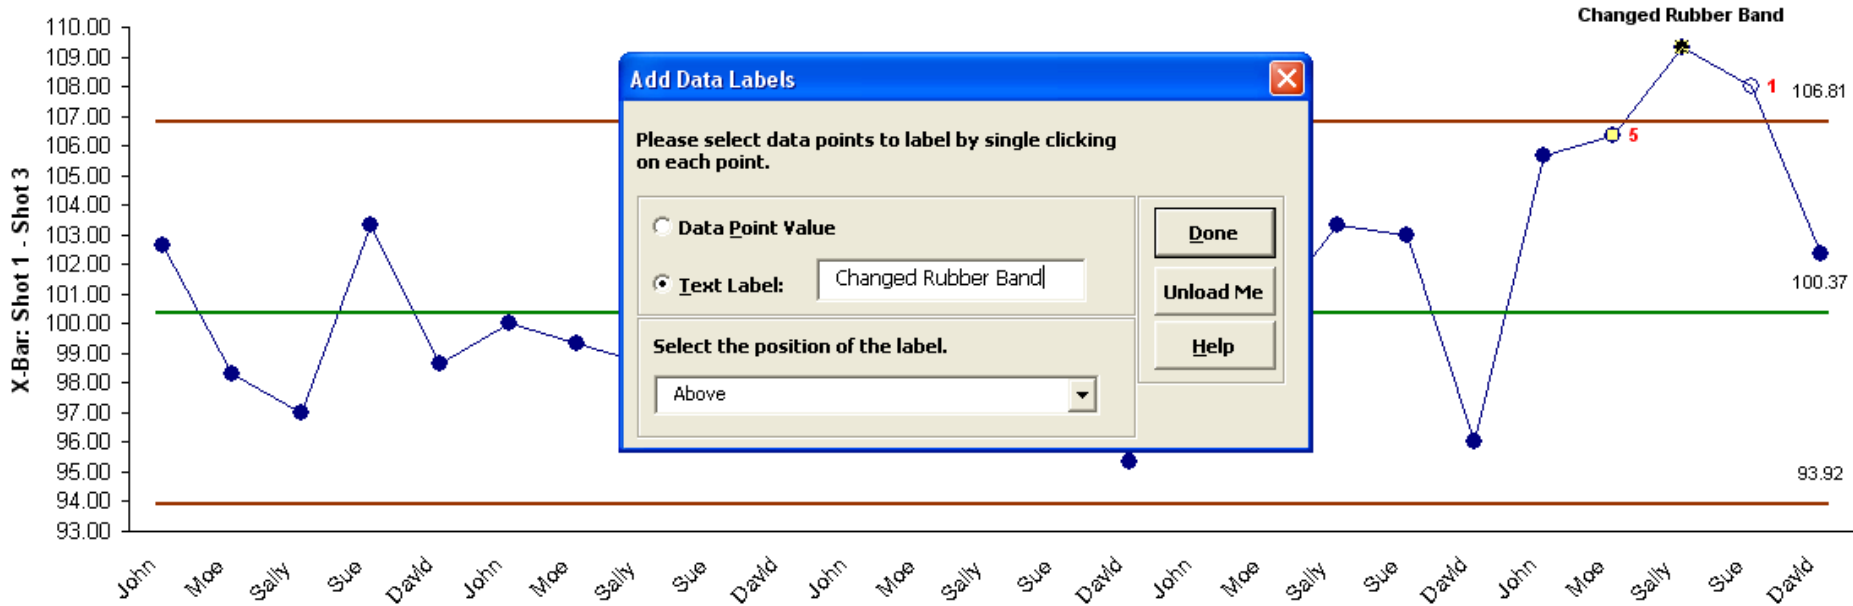 Changed Rubber Band
110.00
109.00
108.00
107.00
106.00
105.00
104.00
103.00
102.00
101.00
100.00
99.00
98.00
97.00
96.00
95.00
94.00
93.00
X-Bar: Shot 1 - Shot 3
Add Data Labels
Please select data points to label by single clicking
on each point.
Data Point Value
Text Label: Changed Rubber Band
Select the position of the label.
Above
Done
Unload Me
Help
5
1
106.81
100.37
93.92
John Moe Sally Sue David John Moe Sally Sue David John Moe Sally Sue David John Moe Sally Sue David John Moe Sally Sue David